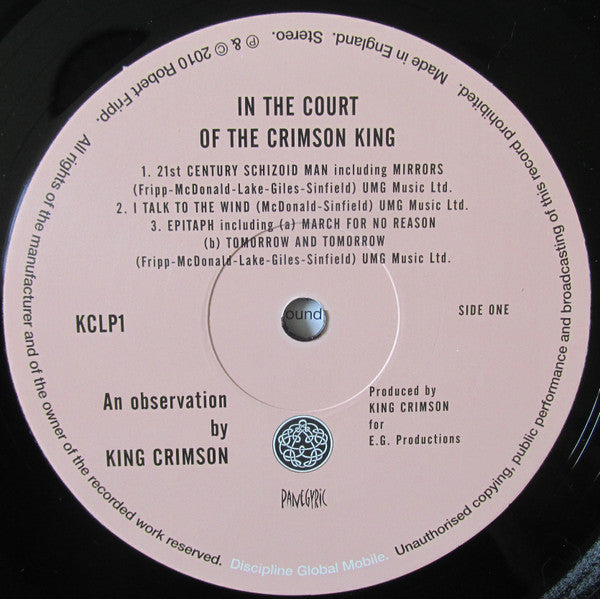 IN THE COURT
OF THE CRIMSON KING
1. 21st CENTURY SCHIZOID MAN including MIRRORS
(Fripp-McDonald-Lake-Giles-Sinfield) UMG Music Ltd.
2. I TALK TO THE WIND (McDonald-Sinfield) UMG Music Ltd.
3. EPITAPH including (a) MARCH FOR NO REASON
(b) TOMORROW AND TOMORROW
(Fripp-McDonald-Lake-Giles-Sinfield) UMG Music Ltd.
KCLP1
ound
SIDE ONE
An observation
by
KING CRIMSON
Produced by
KING CRIMSON
for
E.G. Productions
PANEGYRIC
℗ & © 2010 Robert Fripp. All rights of the manufacturer and of the owner of the recorded work reserved. Discipline Global Mobile. Unauthorised copying, public performance and broadcasting of this record prohibited. Made in England. Stereo.